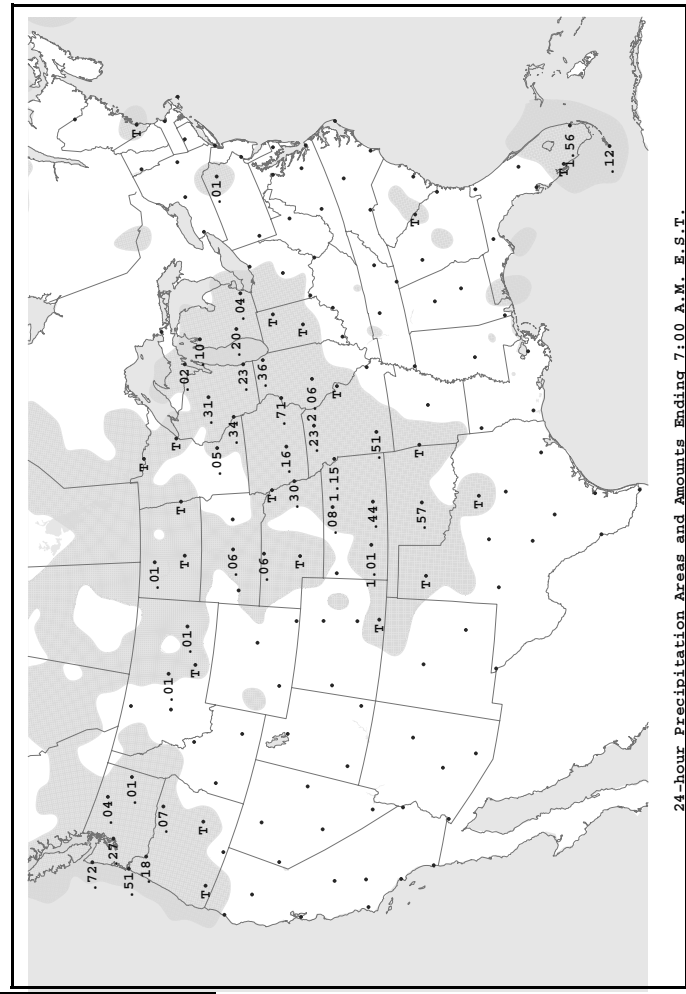 .72
.04
.51
.01
T
T
.18
.01
.07
.01
T
T
.02
T
.01
T
.10
T
T
.31
.01
.05
.06
.34
.20
.04
.23
.36
.06
T
T
.71
.16
.30
T
T
.23 2.06
.08 1.15
T
1.01
.44
.51
T
T
T
.57
T
T
T 1.56
.12
24-hour Precipitation Areas and Amounts Ending 7:00 A.M. E.S.T.